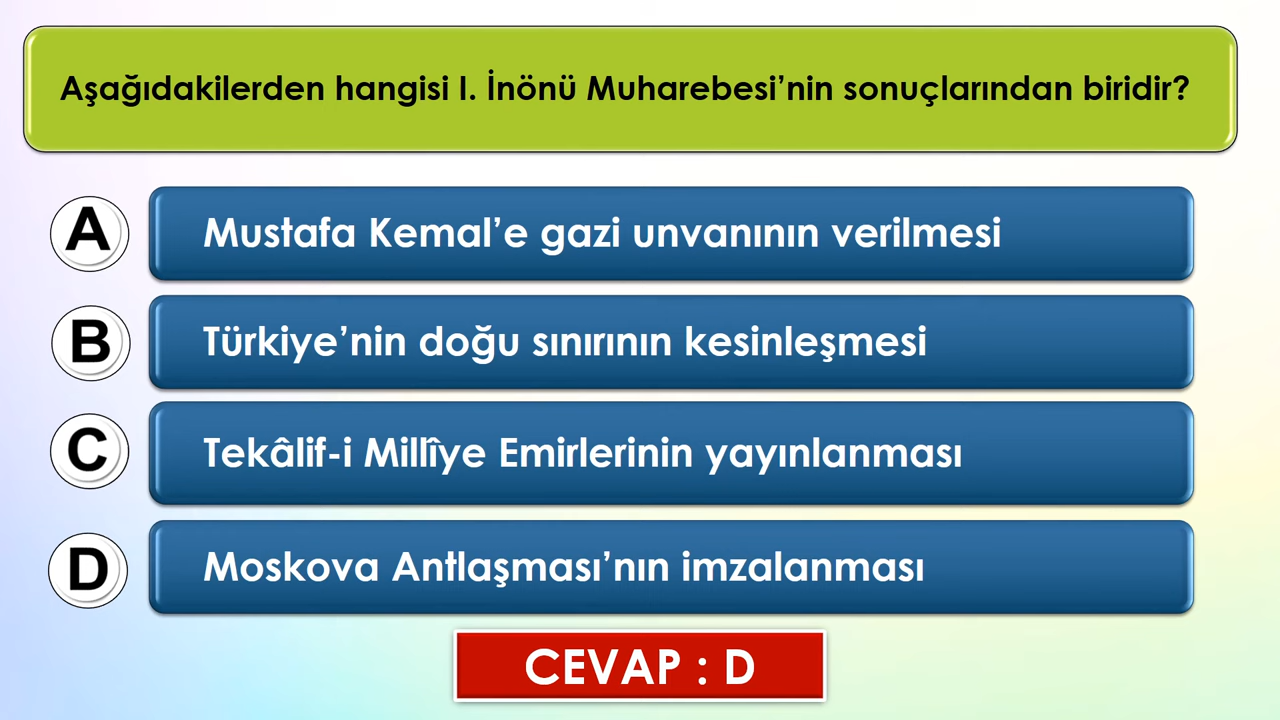 Aşağıdakilerden hangisi I. İnönü Muharebesi’nin sonuçlarından biridir?
A Mustafa Kemal’e gazi unvanının verilmesi
B Türkiye’nin doğu sınırının kesinleşmesi
C Tekâlif-i Millîye Emirlerinin yayınlanması
D Moskova Antlaşması’nın imzalanması
CEVAP : D